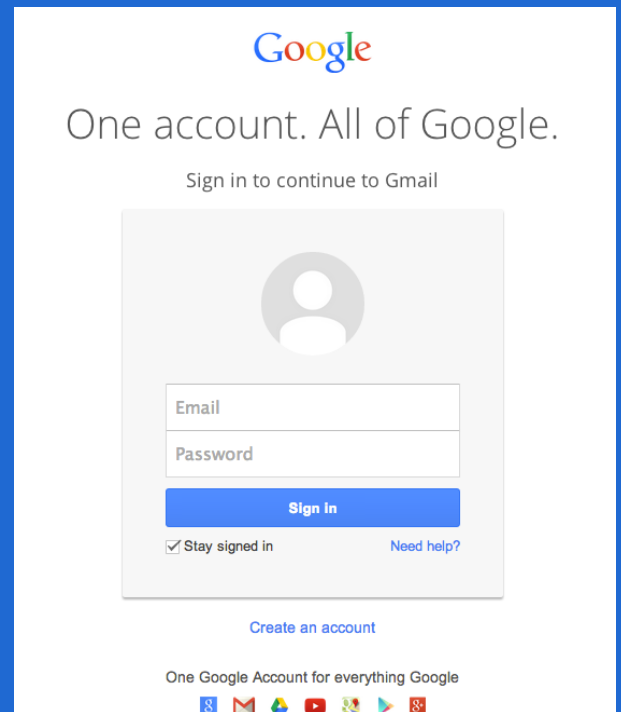 Google
One account. All of Google.
Sign in to continue to Gmail
Email
Password
Sign in
Stay signed in Need help?
Create an account
One Google Account for everything Google